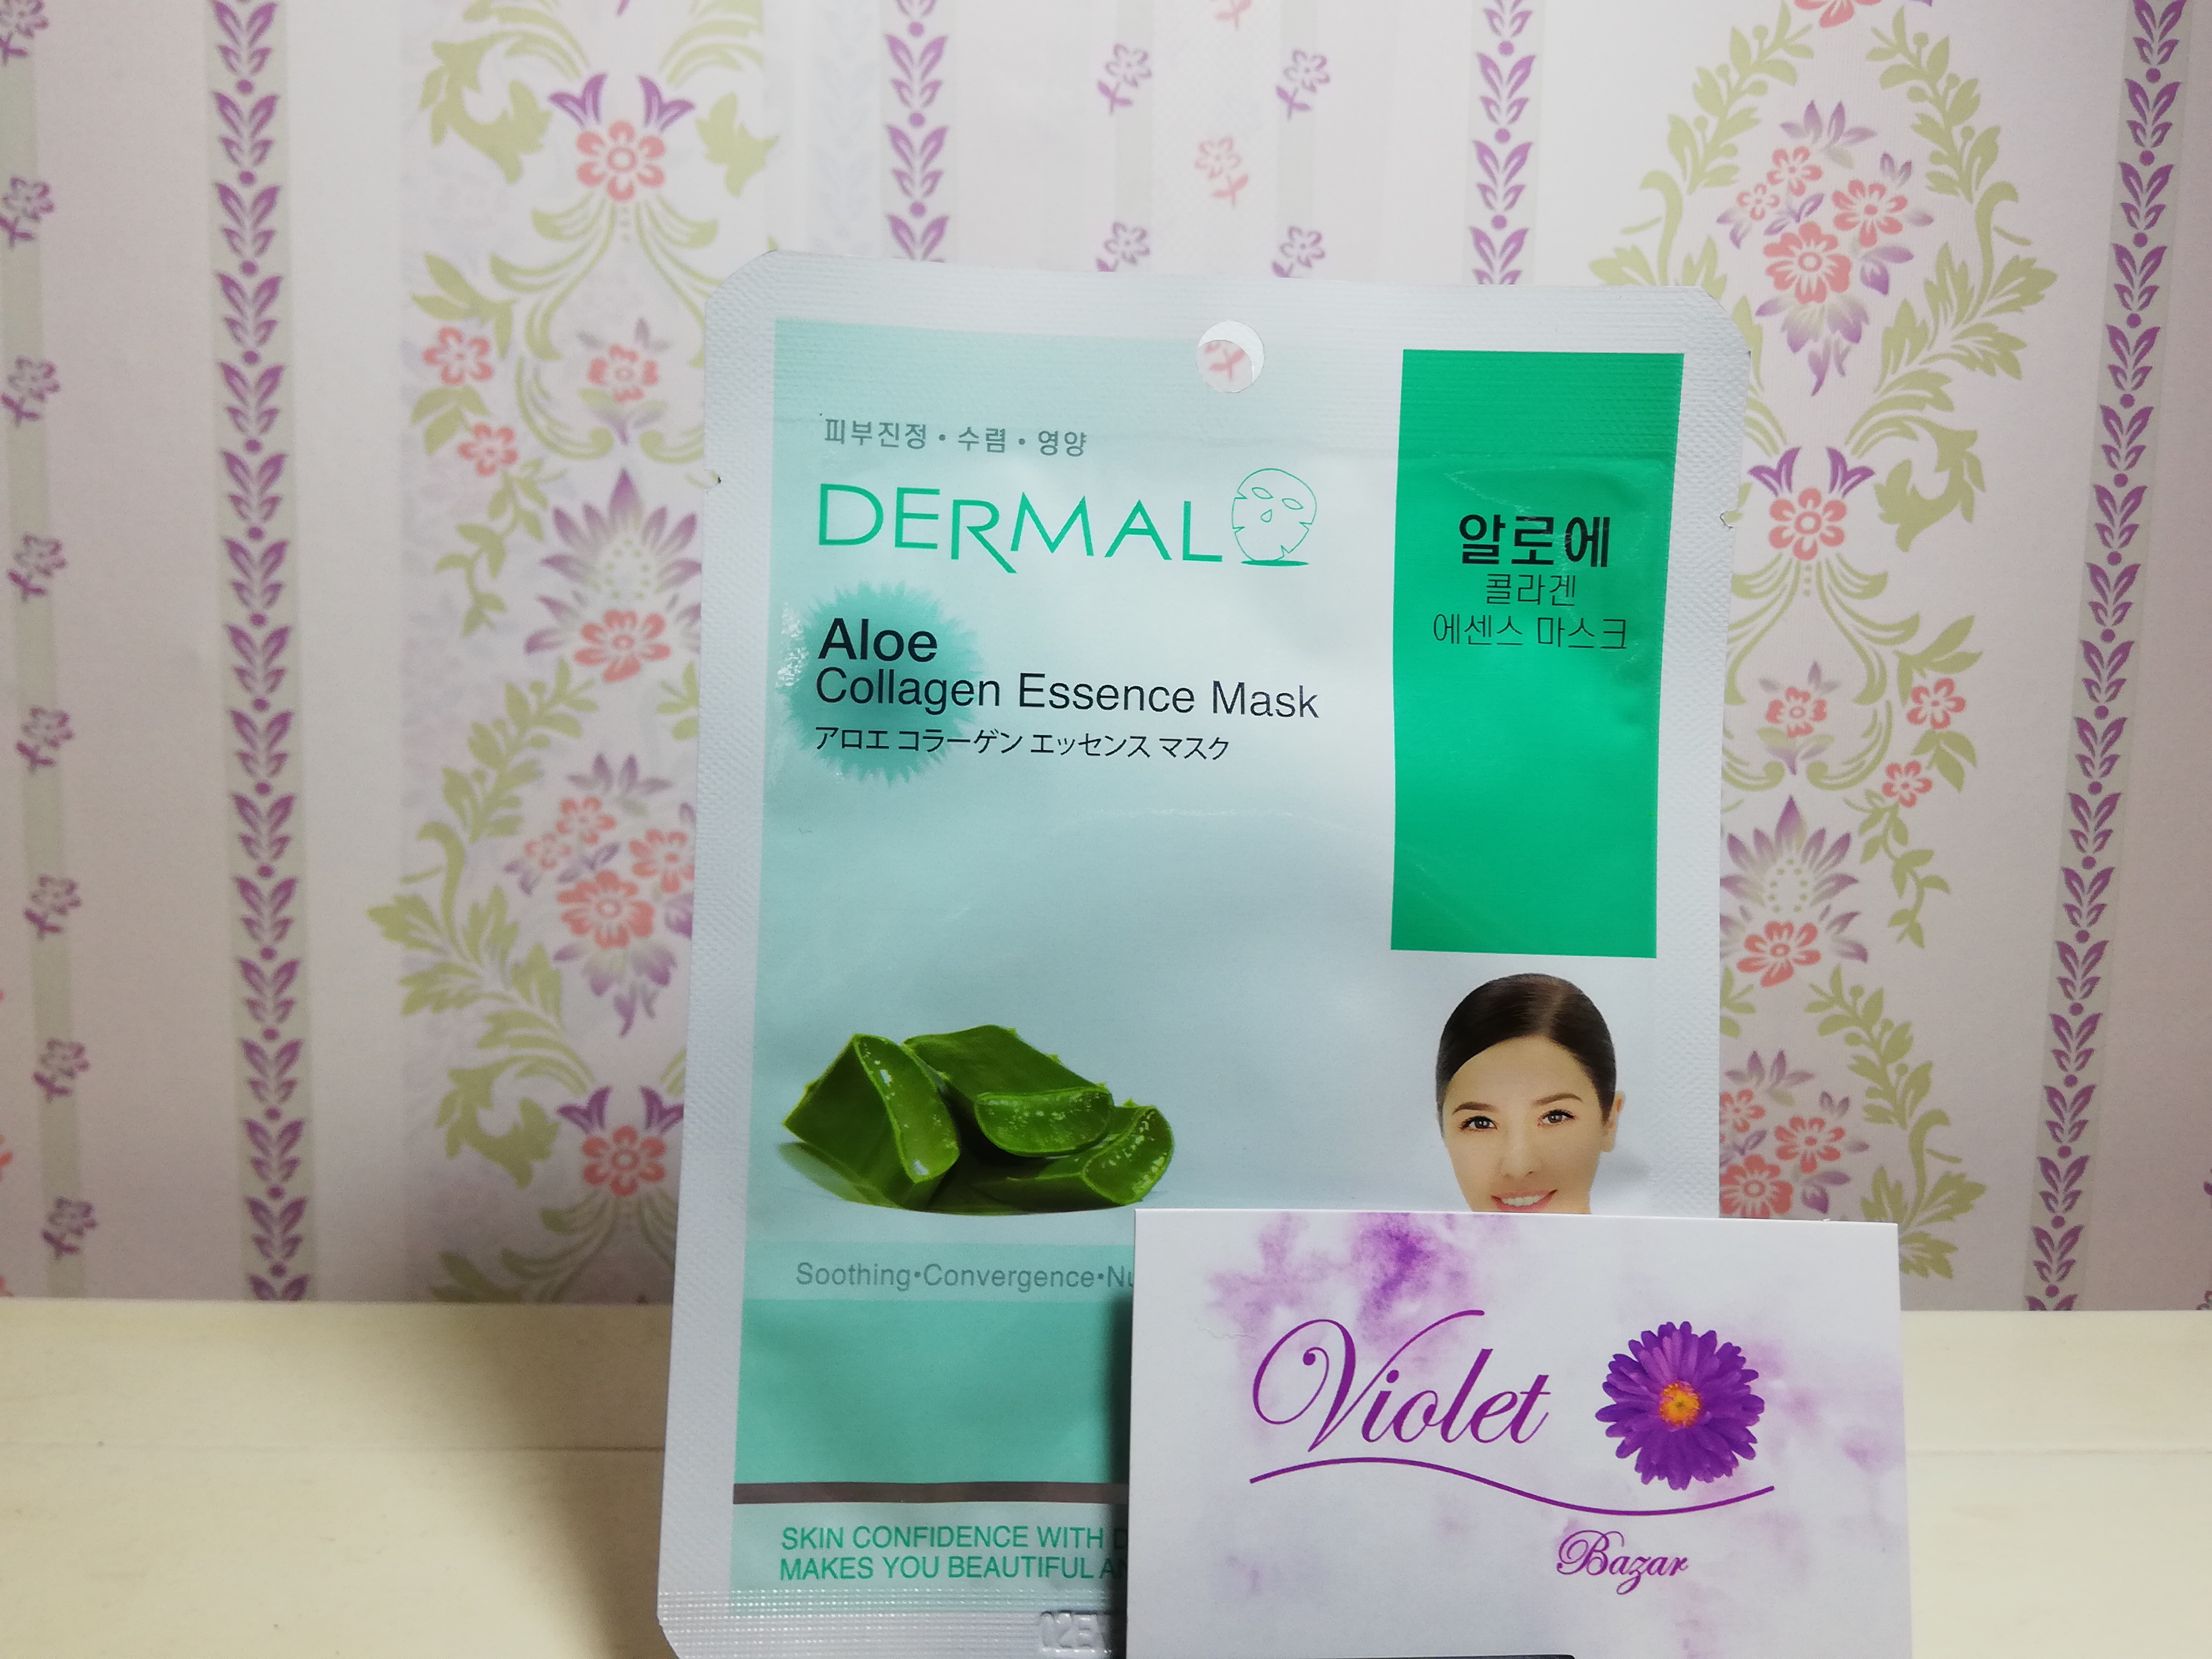 피부진정 • 수렴 • 영양
DERMAL
Aloe
Collagen Essence Mask
アロエ コラーゲン エッセンス マスク
알로에
콜라겐
에센스 마스크
Soothing•Convergence•Nu
SKIN CONFIDENCE WITH D
MAKES YOU BEAUTIFUL
Violet
Bazar